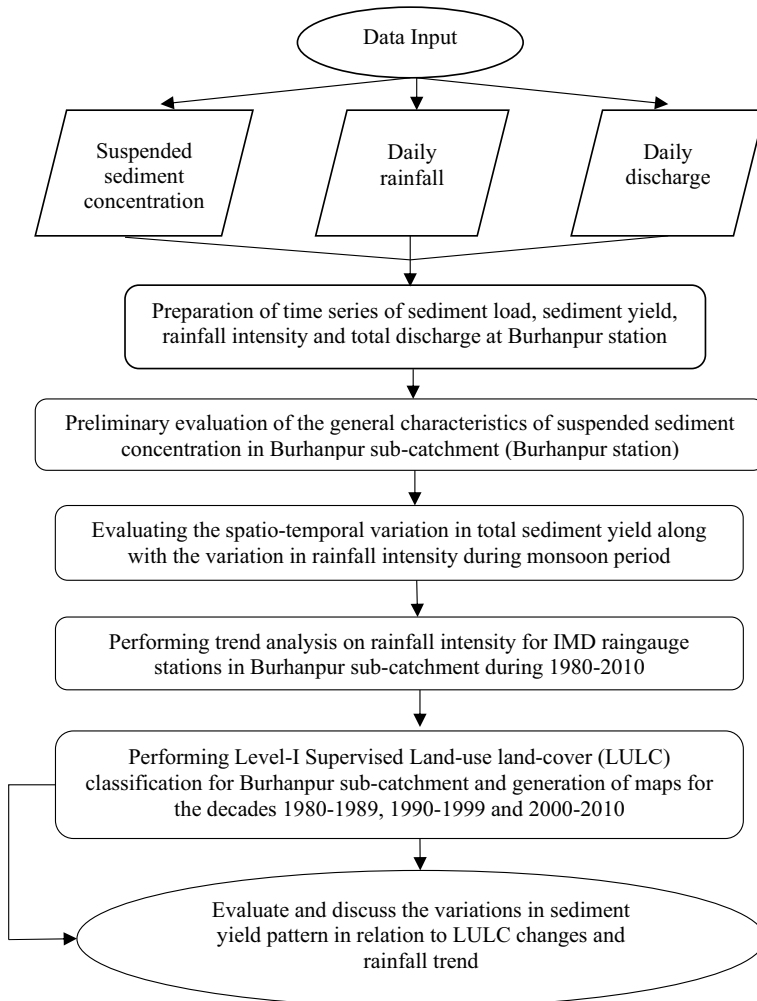 Data Input
Suspended
sediment
concentration
Daily
rainfall
Daily
discharge
Preparation of time series of sediment load, sediment yield,
rainfall intensity and total discharge at Burhanpur station
Preliminary evaluation of the general characteristics of suspended sediment
concentration in Burhanpur sub-catchment (Burhanpur station)
Evaluating the spatio-temporal variation in total sediment yield along
with the variation in rainfall intensity during monsoon period
Performing trend analysis on rainfall intensity for IMD raingauge
stations in Burhanpur sub-catchment during 1980-2010
Performing Level-I Supervised Land-use land-cover (LULC)
classification for Burhanpur sub-catchment and generation of maps for
the decades 1980-1989, 1990-1999 and 2000-2010
Evaluate and discuss the variations in sediment
yield pattern in relation to LULC changes and
rainfall trend